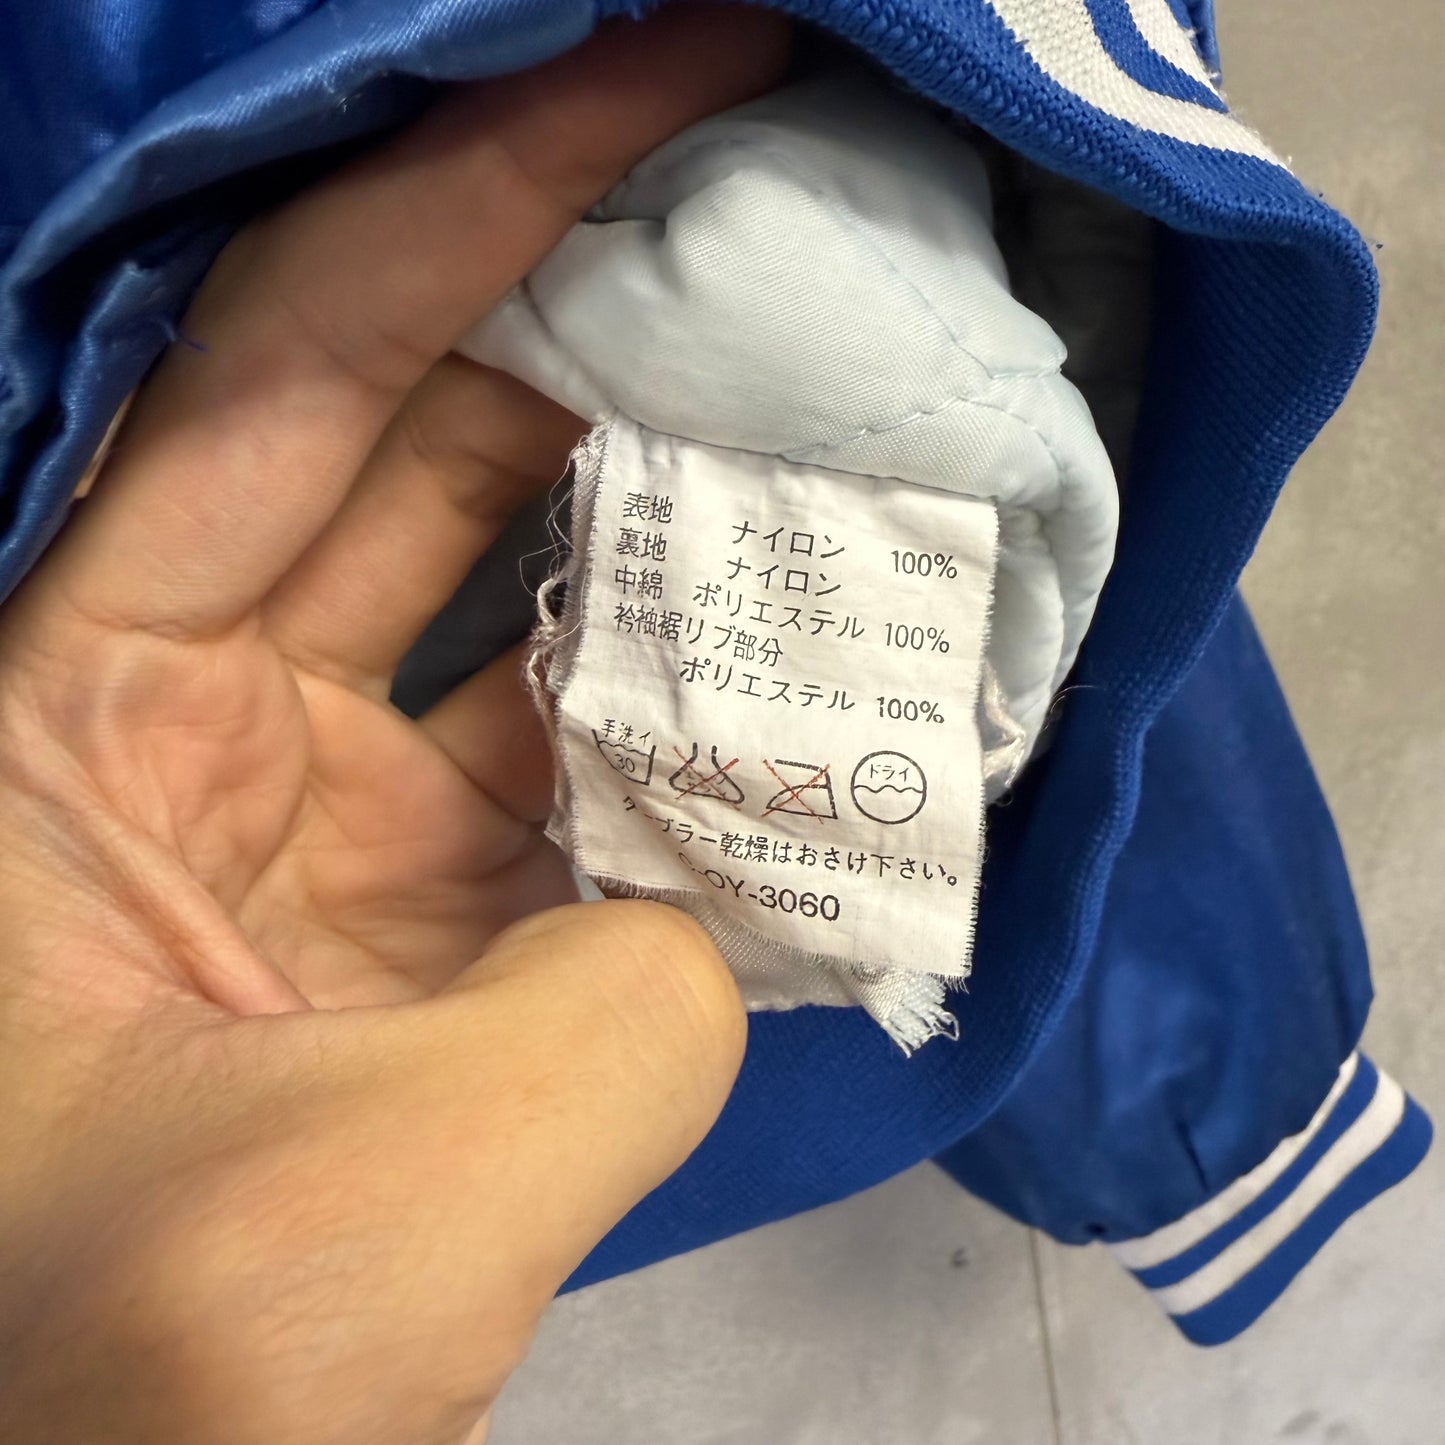 表地 ナイロン 100%
裏地 ナイロン
中綿 ポリエステル 100%
衿袖裾リブ部分
ポリエステル 100%
手洗イ
30
ドライ
タンブラー乾燥はおさけ下さい。
OY-3060